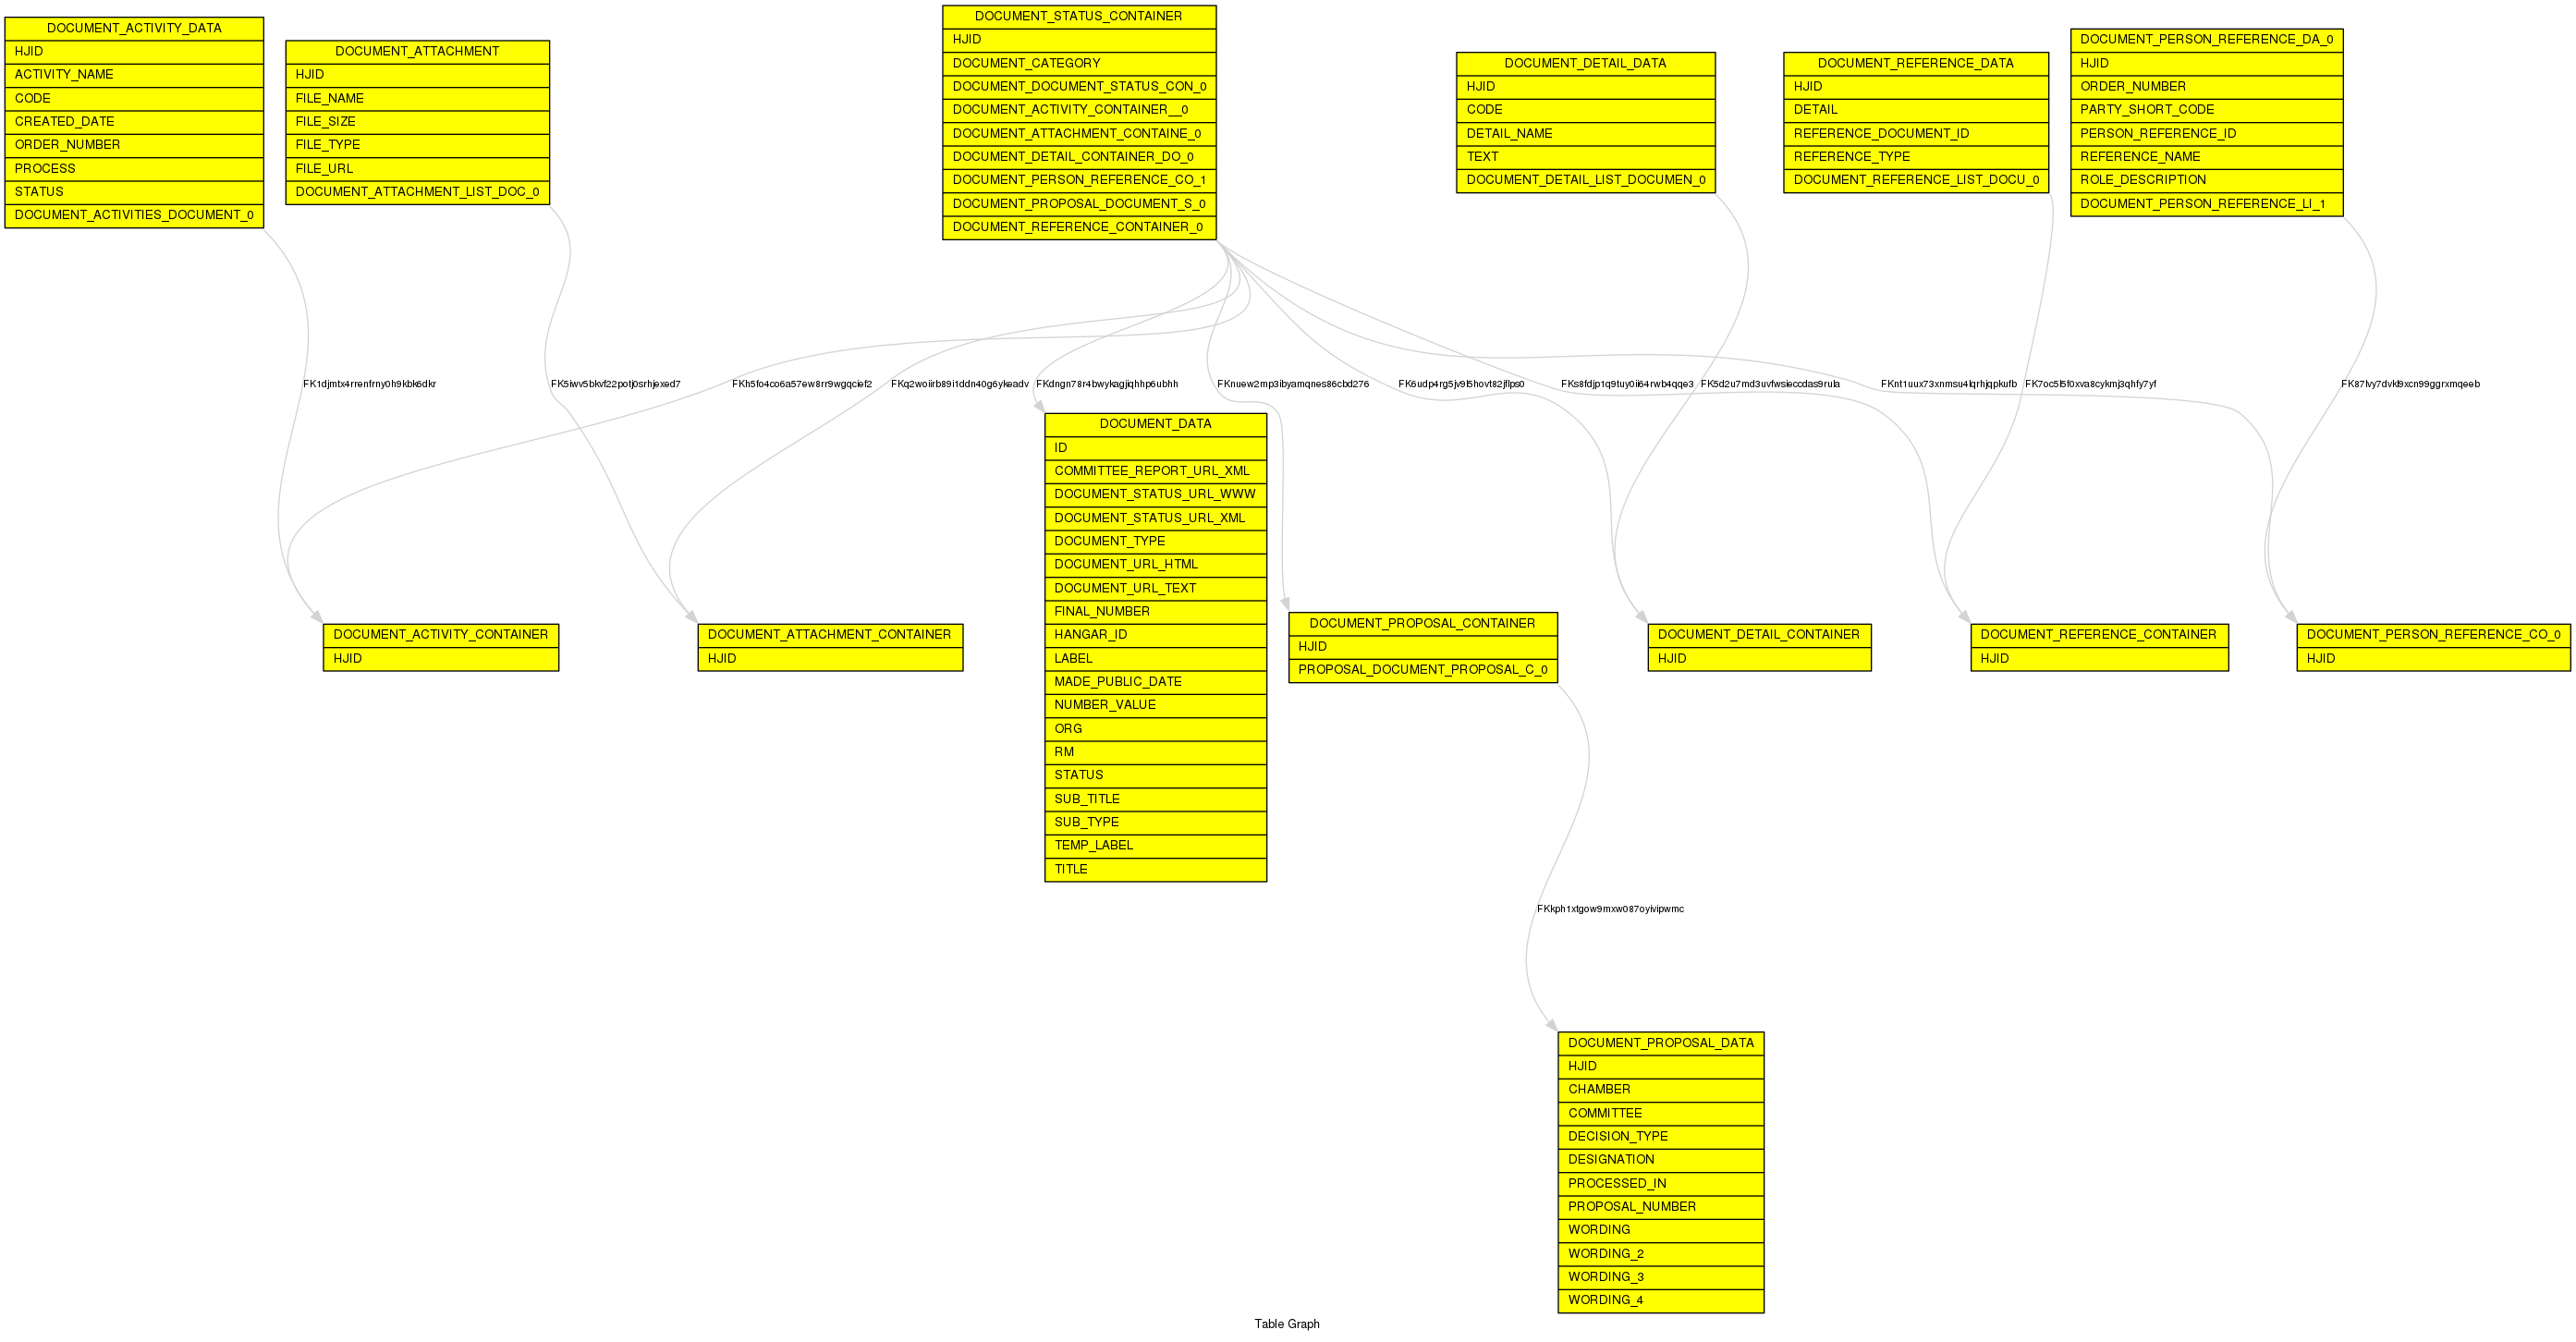 DOCUMENT_ACTIVITY_DATA
HJID
ACTIVITY_NAME
CODE
CREATED_DATE
ORDER_NUMBER
PROCESS
STATUS
DOCUMENT_ACTIVITIES_DOCUMENT_0
DOCUMENT_ATTACHMENT
HJID
FILE_NAME
FILE_SIZE
FILE_TYPE
FILE_URL
DOCUMENT_ATTACHMENT_LIST_DOC_0
DOCUMENT_STATUS_CONTAINER
HJID
DOCUMENT_CATEGORY
DOCUMENT_DOCUMENT_STATUS_CON_0
DOCUMENT_ACTIVITY_CONTAINER__0
DOCUMENT_ATTACHMENT_CONTAINE_0
DOCUMENT_DETAIL_CONTAINER_DO_0
DOCUMENT_PERSON_REFERENCE_CO_1
DOCUMENT_PROPOSAL_DOCUMENT_S_0
DOCUMENT_REFERENCE_CONTAINER_0
DOCUMENT_DETAIL_DATA
HJID
CODE
DETAIL_NAME
TEXT
DOCUMENT_DETAIL_LIST_DOCUMEN_0
DOCUMENT_REFERENCE_DATA
HJID
DETAIL
REFERENCE_DOCUMENT_ID
REFERENCE_TYPE
DOCUMENT_REFERENCE_LIST_DOCU_0
DOCUMENT_PERSON_REFERENCE_DA_0
HJID
ORDER_NUMBER
PARTY_SHORT_CODE
PERSON_REFERENCE_ID
REFERENCE_NAME
ROLE_DESCRIPTION
DOCUMENT_PERSON_REFERENCE_LI_1
FK1djmtx4rrenfrny0h9kbk6dkr
FK5iwv5bkvf22potj0srhjexed7
FKh5fo4co6a57ew8rr9wgqcief2
FKq2woiirb89i1ddn40g6ykeadv
FKdngn78r4bwykagjiqhhp6ubhh
FKnuew2mp3ibyamqnes86cbd276
FK6udp4rg5jv9l5hovt82jflps0
FKs8fdjp1q9tuy0ii64rwb4qqe3
FK5d2u7md3uvfwsieccdas9rula
FKnt1uux73xnmsu4lqrhjqpkufb
FK7oc5l5f0xva8cykmj3qhfy7yf
FK87lvy7dvkl9xcn99ggrxmqeeb
DOCUMENT_ACTIVITY_CONTAINER
HJID
DOCUMENT_ATTACHMENT_CONTAINER
HJID
DOCUMENT_DATA
ID
COMMITTEE_REPORT_URL_XML
DOCUMENT_STATUS_URL_WWW
DOCUMENT_STATUS_URL_XML
DOCUMENT_TYPE
DOCUMENT_URL_HTML
DOCUMENT_URL_TEXT
FINAL_NUMBER
HANGAR_ID
LABEL
MADE_PUBLIC_DATE
NUMBER_VALUE
ORG
RM
STATUS
SUB_TITLE
SUB_TYPE
TEMP_LABEL
TITLE
DOCUMENT_PROPOSAL_CONTAINER
HJID
PROPOSAL_DOCUMENT_PROPOSAL_C_0
DOCUMENT_DETAIL_CONTAINER
HJID
DOCUMENT_REFERENCE_CONTAINER
HJID
DOCUMENT_PERSON_REFERENCE_CO_0
HJID
FKkph1xtgow9mxw087oyivipwmc
DOCUMENT_PROPOSAL_DATA
HJID
CHAMBER
COMMITTEE
DECISION_TYPE
DESIGNATION
PROCESSED_IN
PROPOSAL_NUMBER
WORDING
WORDING_2
WORDING_3
WORDING_4
Table Graph